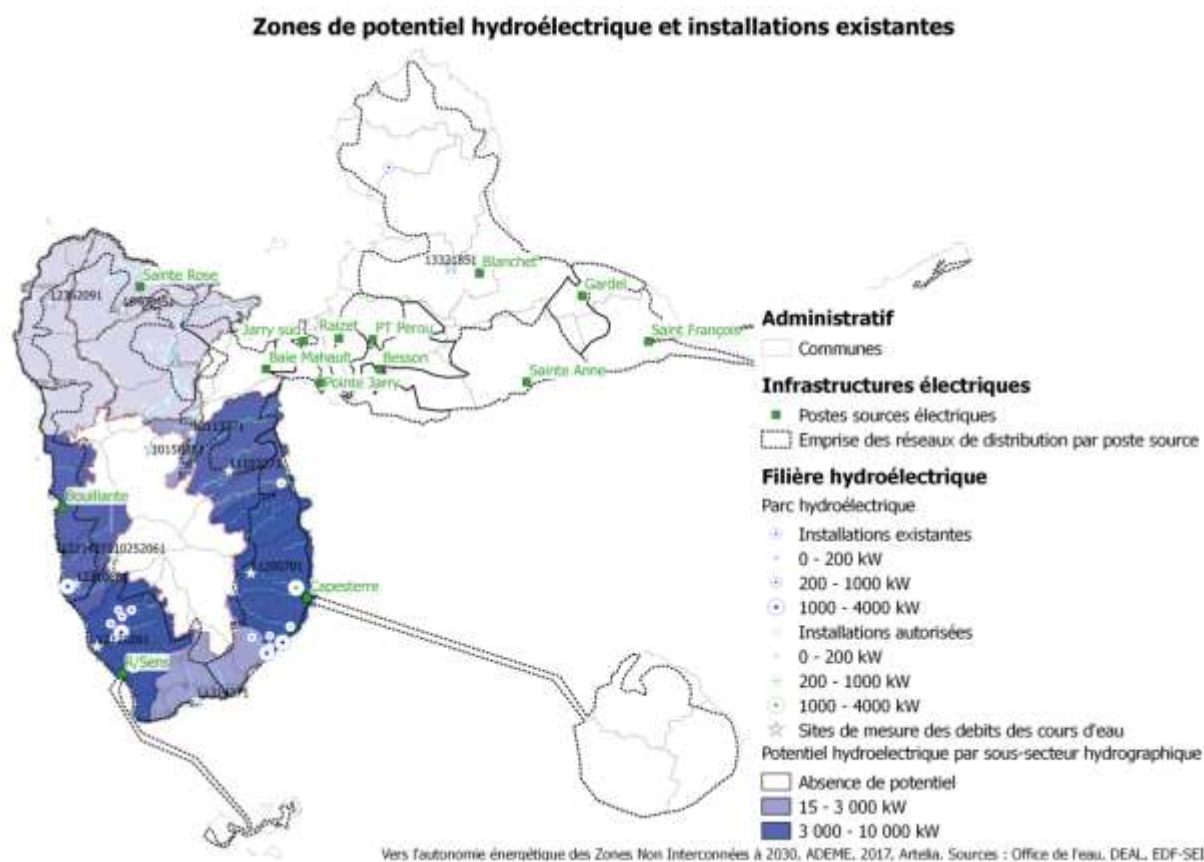 Zones de potentiel hydroélectrique et installations existantes
Blanchet
Sainte Rose
Gardel
Jarry sud
Raizet
PT Perou
Saint François
Baie Mahault
Besson
Pointe Jarry
Sainte Anne
Bouillante
Capesterre
R/Sens
Administratif
Communes
Infrastructures électriques
Postes sources électriques
Emprise des réseaux de distribution par poste source
Filière hydroélectrique
Parc hydroélectrique
Installations existantes
0 - 200 kW
200 - 1000 kW
1000 - 4000 kW
Installations autorisées
0 - 200 kW
200 - 1000 kW
1000 - 4000 kW
Sites de mesure des debits des cours d'eau
Potentiel hydroelectrique par sous-secteur hydrographique
Absence de potentiel
15 - 3 000 kW
3 000 - 10 000 kW
Vers l'autonomie énergétique des Zones Non Interconnées à 2030, ADEME, 2017, Artelia. Sources : Office de l'eau, DEAL, EDF-SEI